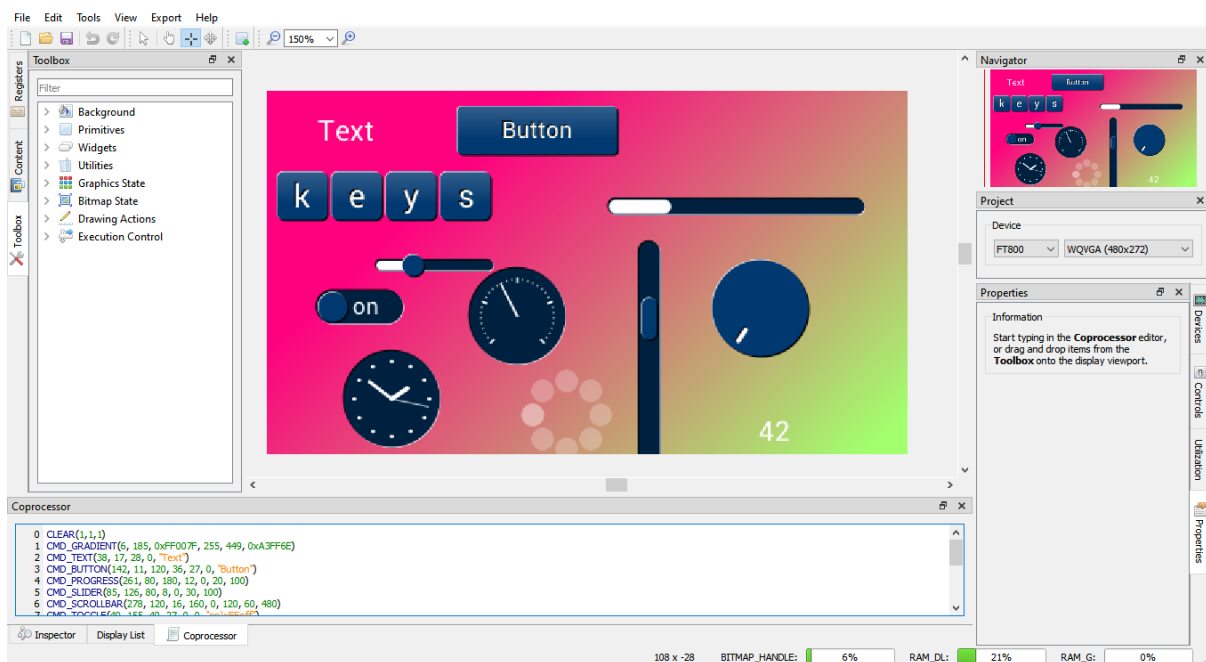 File Edit Tools View Export Help
150%
Registers
Content
Toolbox
Toolbox
Filter
Background
Primitives
Widgets
Utilities
Graphics State
Bitmap State
Drawing Actions
Execution Control
Text
Button
k e y s
on
42
Navigator
Text
Button
k e y s
on
42
Project
Device
FT800
WQVGA (480x272)
Properties
Information
Start typing in the Coprocessor editor,
or drag and drop items from the
Toolbox onto the display viewport.
Devices
Controls
Utilization
Properties
Coprocessor
0 CLEAR(1,1,1)
1 CMD_GRADIENT(6, 185, 0xFF007F, 255, 449, 0xA3FF6E)
2 CMD_TEXT(38, 17, 28, 0, "Text")
3 CMD_BUTTON(142, 11, 120, 36, 27, 0, "Button")
4 CMD_PROGRESS(261, 80, 180, 12, 0, 20, 100)
5 CMD_SLIDER(85, 126, 80, 8, 0, 30, 100)
6 CMD_SCROLLBAR(278, 120, 16, 160, 0, 120, 60, 480)
Inspector
Display List
Coprocessor
108 x -28
BITMAP_HANDLE: 6%
RAM_DL: 21%
RAM_G: 0%